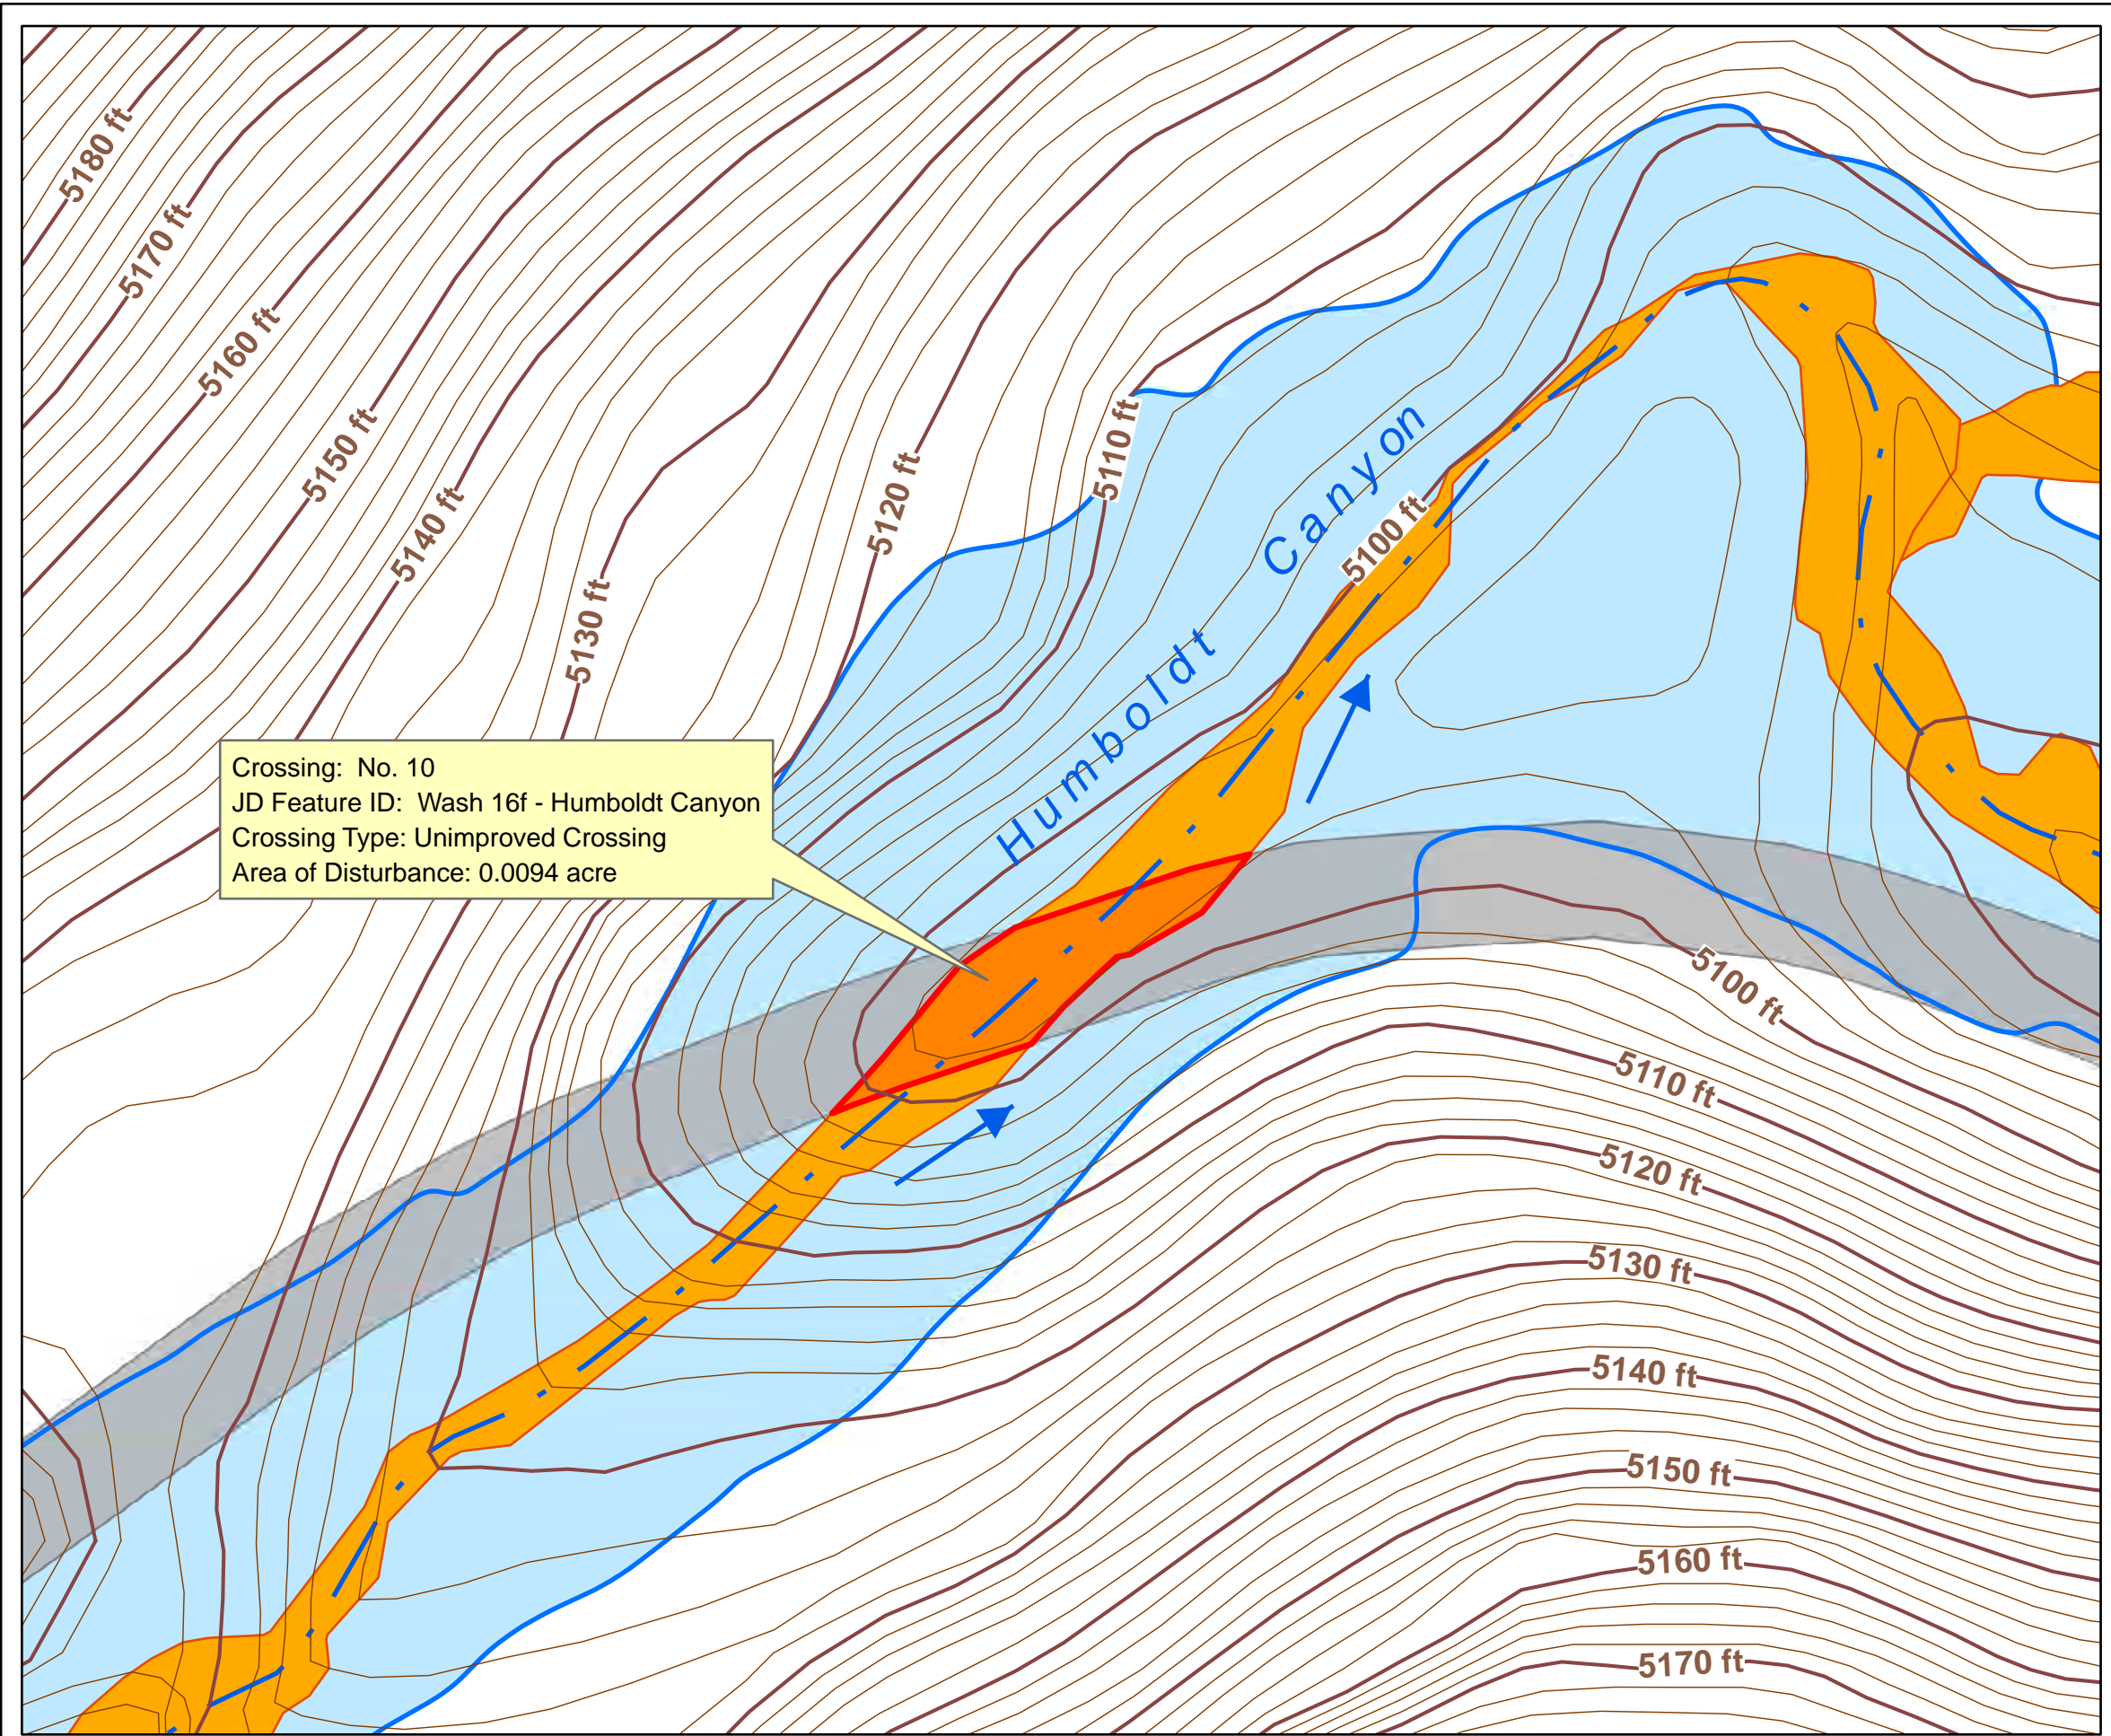 5180 ft
5170 ft
5160 ft
5150 ft
5140 ft
5130 ft
5120 ft
5110 ft
5100 ft
Humboldt Canyon
Crossing: No. 10
JD Feature ID: Wash 16f - Humboldt Canyon
Crossing Type: Unimproved Crossing
Area of Disturbance: 0.0094 acre
5100 ft
5110 ft
5120 ft
5130 ft
5140 ft
5150 ft
5160 ft
5170 ft